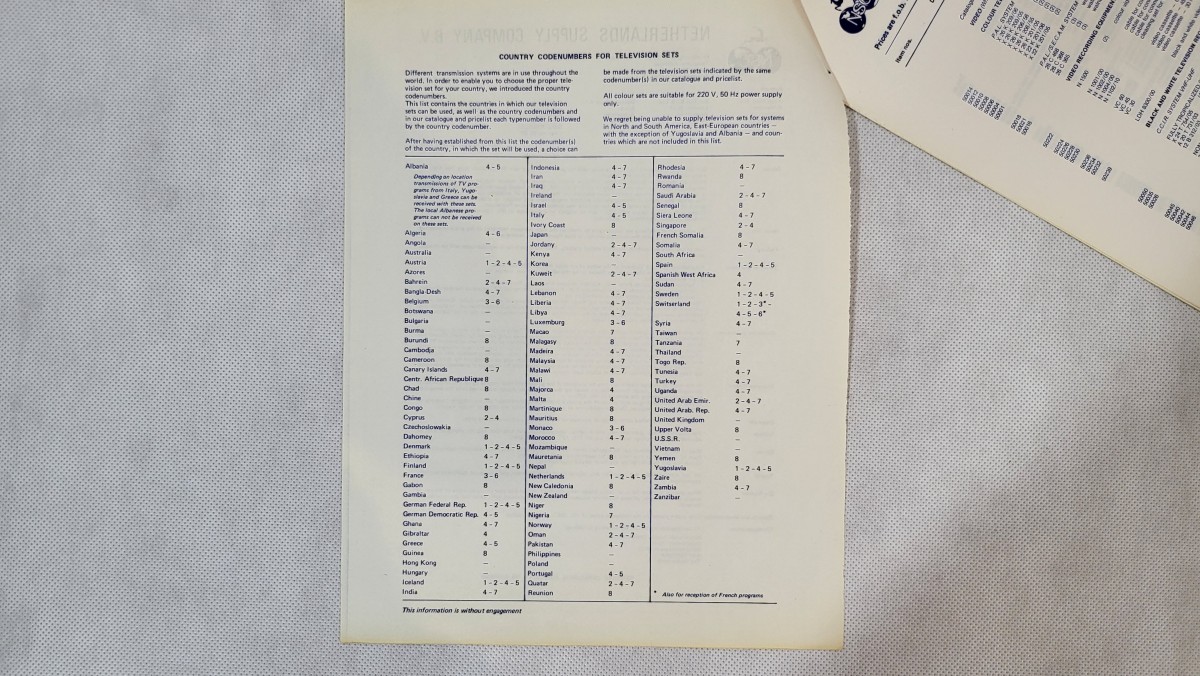 COUNTRY CODENUMBERS FOR TELEVISION SETS
Different transmission systems are in use throughout the
world. In order to enable you to choose the proper tele-
vision set for your country, we introduced the country
codenumbers.
This list contains the countries in which our television
sets can be used, as well as the country codenumbers and
in our catalogue and pricelist each typenumber is followed
by the country codenumber.
After having established from this list the codenumber(s)
of the country, in which the set will be used, a choice can
be made from the television sets indicated by the same
codenumber(s) in our catalogue and pricelist.
All colour sets are suitable for 220 V, 50 Hz power supply
only.
We regret being unable to supply television sets for systems
in North and South America, East-European countries –
with the exception of Yugoslavia and Albania – and coun-
tries which are not included in this list.
Albania 4 - 5
Depending on location
transmissions of TV pro-
grams from Italy, Yugo-
slavia and Greece can be
received with these sets.
The local Albanese pro-
grams can not be received
on these sets.
Algeria 4 - 6
Angola –
Australia –
Austria 1 - 2 - 4 - 5
Azores –
Bahrein 2 - 4 - 7
Bangla-Desh 4 - 7
Belgium 3 - 6
Botswana –
Bulgaria –
Burma –
Burundi 8
Cambodja –
Cameroon 8
Canary Islands 4 - 7
Centr. African Republique 8
Chad 8
Chine –
Congo 8
Cyprus 2 - 4
Czechoslowakia –
Dahomey 8
Denmark 1 - 2 - 4 - 5
Ethiopia 4 - 7
Finland 1 - 2 - 4 - 5
France 3 - 6
Gabon 8
Gambia –
German Federal Rep. 1 - 2 - 4 - 5
German Democratic Rep. 4 - 5
Ghana 4 - 7
Gibraltar 4
Greece 4 - 5
Guinea 8
Hong Kong –
Hungary –
Iceland 1 - 2 - 4 - 5
India 4 - 7
Indonesia 4 - 7
Iran 4 - 7
Iraq 4 - 7
Ireland –
Israel 4 - 5
Italy 4 - 5
Ivory Coast 8
Japan –
Jordany 2 - 4 - 7
Kenya 4 - 7
Korea –
Kuweit 2 - 4 - 7
Laos –
Lebanon 4 - 7
Liberia 4 - 7
Libya 4 - 7
Luxemburg 3 - 6
Macao 7
Malagasy 8
Madeira 4 - 7
Malaysia 4 - 7
Malawi 4 - 7
Mali 8
Majorca 4
Malta 4
Martinique 8
Mauritius 8
Monaco 3 - 6
Morocco 4 - 7
Mozambique –
Mauretania 8
Nepal –
Netherlands 1 - 2 - 4 - 5
New Caledonia 8
New Zealand –
Niger 8
Nigeria 7
Norway 1 - 2 - 4 - 5
Oman 2 - 4 - 7
Pakistan 4 - 7
Philippines –
Poland –
Portugal 4 - 5
Quatar 2 - 4 - 7
Reunion 8
Rhodesia 4 - 7
Rwanda 8
Romania –
Saudi Arabia 2 - 4 - 7
Senegal 8
Sierra Leone 4 - 7
Singapore 2 - 4
French Somalia 8
Somalia 4 - 7
South Africa –
Spain 1 - 2 - 4 - 5
Spanish West Africa 4
Sudan 4 - 7
Sweden 1 - 2 - 4 - 5
Switserland 1 - 2 - 3* -
4 - 5 - 6*
Syria 4 - 7
Taiwan –
Tanzania 7
Thailand –
Togo Rep. 8
Tunesia 4 - 7
Turkey 4 - 7
Uganda 4 - 7
United Arab Emir. 2 - 4 - 7
United Arab. Rep. 4 - 7
United Kingdom –
Upper Volta 8
U.S.S.R. –
Vietnam –
Yemen 8
Yugoslavia 1 - 2 - 4 - 5
Zaire 8
Zambia 4 - 7
Zanzibar –
* Also for reception of French programs
This information is without engagement
NSC
Prices are f.o.b.
Item nos.
COLOUR
P.A.L. SYSTEM
VIDEO RECORDING EQUIPMENT
BLACK AND WHITE TELEVISION